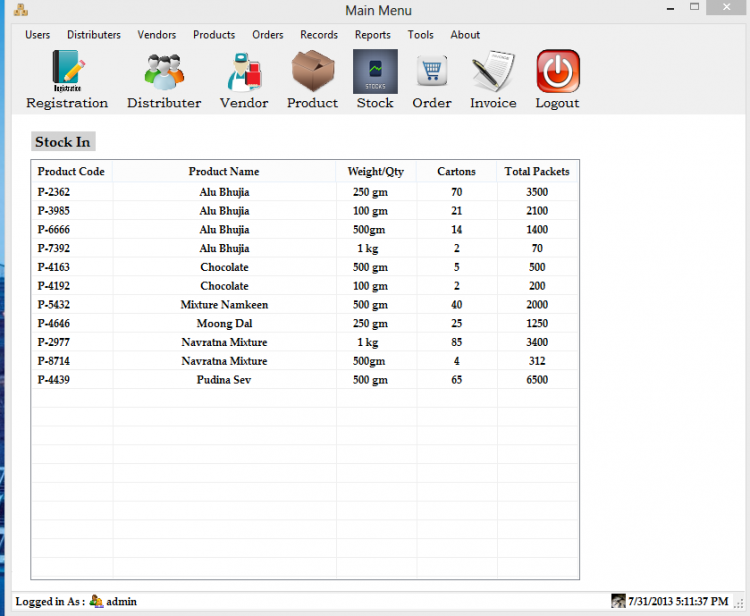 Main Menu
Users Distributers Vendors Products Orders Records Reports Tools About
Registration STOCKS
Registration Distributer Vendor Product Stock Order Invoice Logout
Stock In
Product Code Product Name Weight/Qty Cartons Total Packets
P-2362 Alu Bhujia 250 gm 70 3500
P-3985 Alu Bhujia 100 gm 21 2100
P-6666 Alu Bhujia 500gm 14 1400
P-7392 Alu Bhujia 1 kg 2 70
P-4163 Chocolate 500 gm 5 500
P-4192 Chocolate 100 gm 2 200
P-5432 Mixture Namkeen 500 gm 40 2000
P-4646 Moong Dal 250 gm 25 1250
P-2977 Navratna Mixture 1 kg 85 3400
P-8714 Navratna Mixture 500gm 4 312
P-4439 Pudina Sev 500 gm 65 6500
Logged in As : admin 7/31/2013 5:11:37 PM